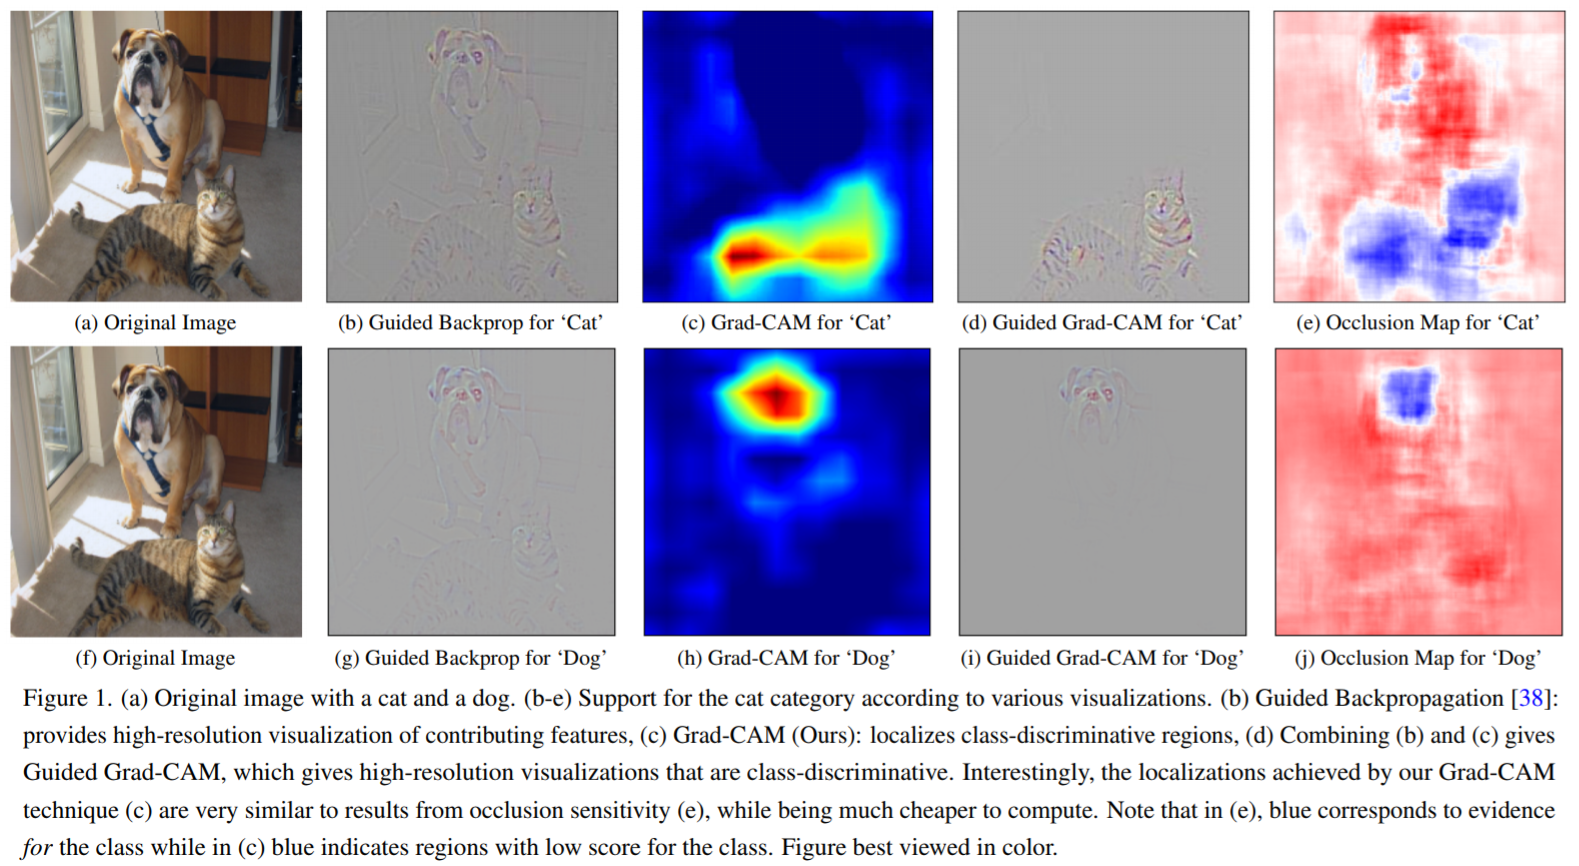 (a) Original Image
(b) Guided Backprop for ‘Cat’
(c) Grad-CAM for ‘Cat’
(d) Guided Grad-CAM for ‘Cat’
(e) Occlusion Map for ‘Cat’
(f) Original Image
(g) Guided Backprop for ‘Dog’
(h) Grad-CAM for ‘Dog’
(i) Guided Grad-CAM for ‘Dog’
(j) Occlusion Map for ‘Dog’
Figure 1. (a) Original image with a cat and a dog. (b-e) Support for the cat category according to various visualizations. (b) Guided Backpropagation [38]:
provides high-resolution visualization of contributing features, (c) Grad-CAM (Ours): localizes class-discriminative regions, (d) Combining (b) and (c) gives
Guided Grad-CAM, which gives high-resolution visualizations that are class-discriminative. Interestingly, the localizations achieved by our Grad-CAM
technique (c) are very similar to results from occlusion sensitivity (e), while being much cheaper to compute. Note that in (e), blue corresponds to evidence
for the class while in (c) blue indicates regions with low score for the class. Figure best viewed in color.